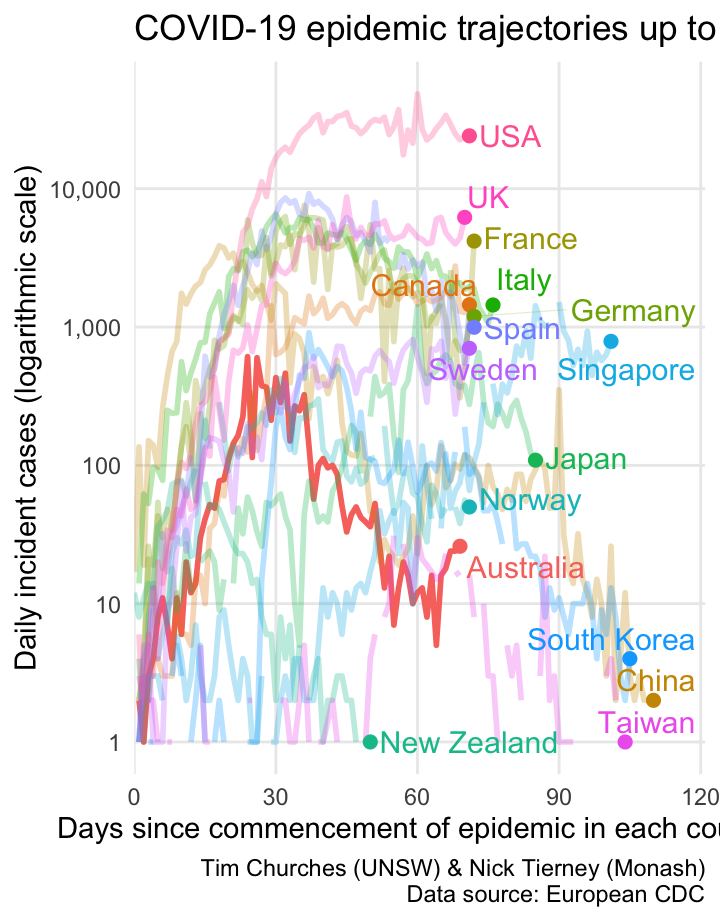 COVID-19 epidemic trajectories up to
Daily incident cases (logarithmic scale)
10,000
1,000
100
10
1
USA
UK
France
Italy
Canada
Germany
Spain
Sweden
Singapore
Japan
Norway
Australia
South Korea
China
Taiwan
New Zealand
0 30 60 90 120
Days since commencement of epidemic in each cou
Tim Churches (UNSW) & Nick Tierney (Monash)
Data source: European CDC